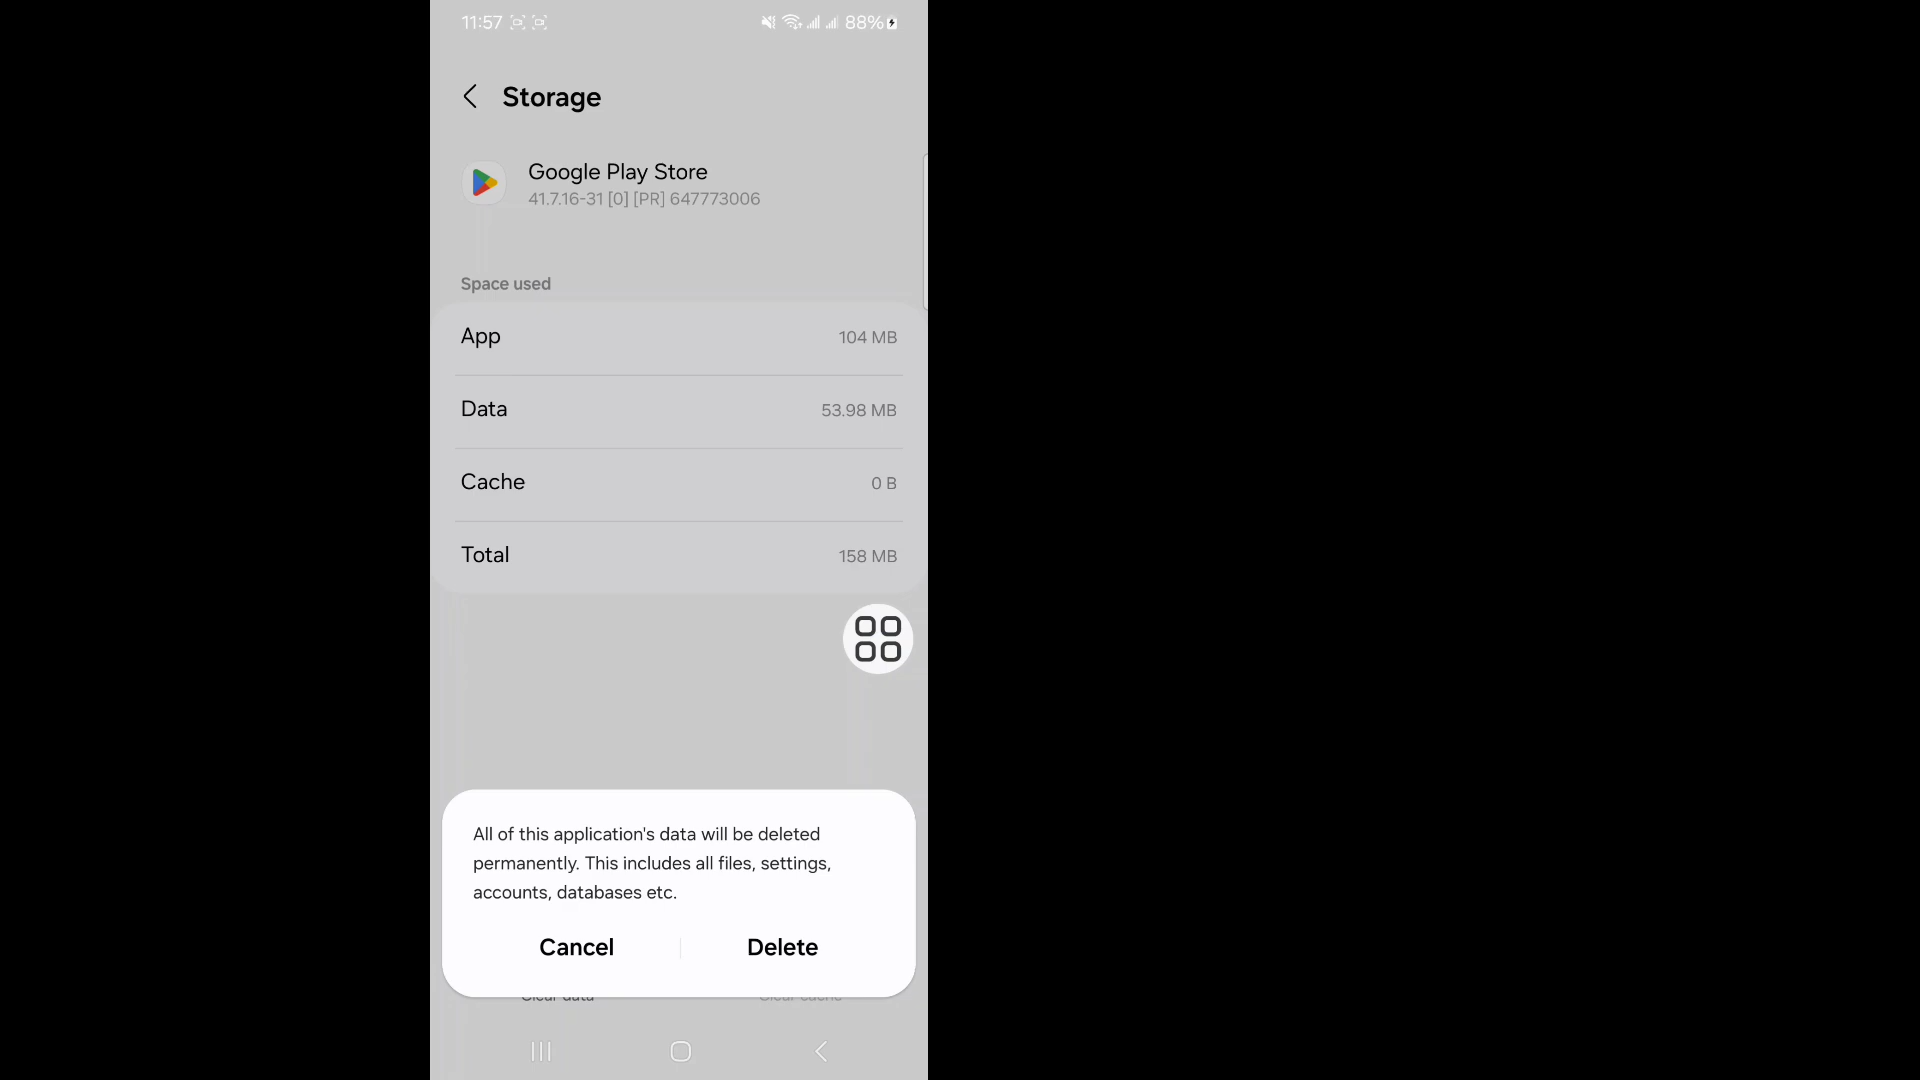 11:57 88%
Storage
Google Play Store
41.7.16-31 [0] [PR] 647773006
Space used
App 104 MB
Data 53.98 MB
Cache 0 B
Total 158 MB
All of this application's data will be deleted
permanently. This includes all files, settings,
accounts, databases etc.
Cancel Delete
Clear data Clear cache